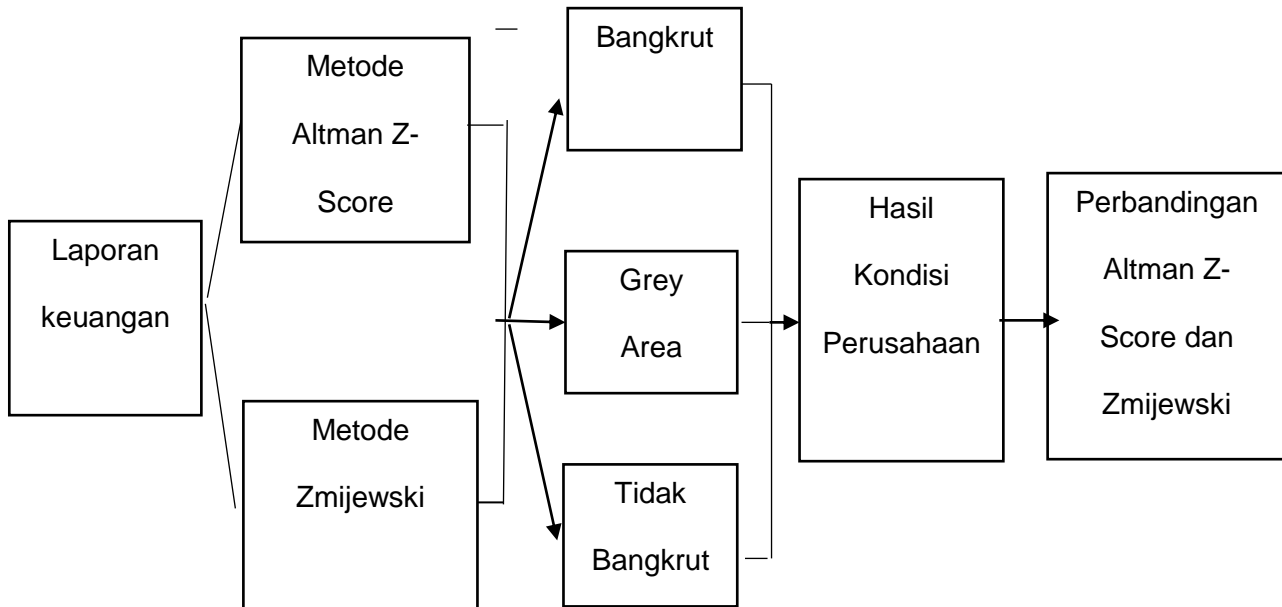 Laporan
keuangan
Metode
Altman Z-
Score
Metode
Zmijewski
Bangkrut
Grey
Area
Tidak
Bangkrut
Hasil
Kondisi
Perusahaan
Perbandingan
Altman Z-
Score dan
Zmijewski